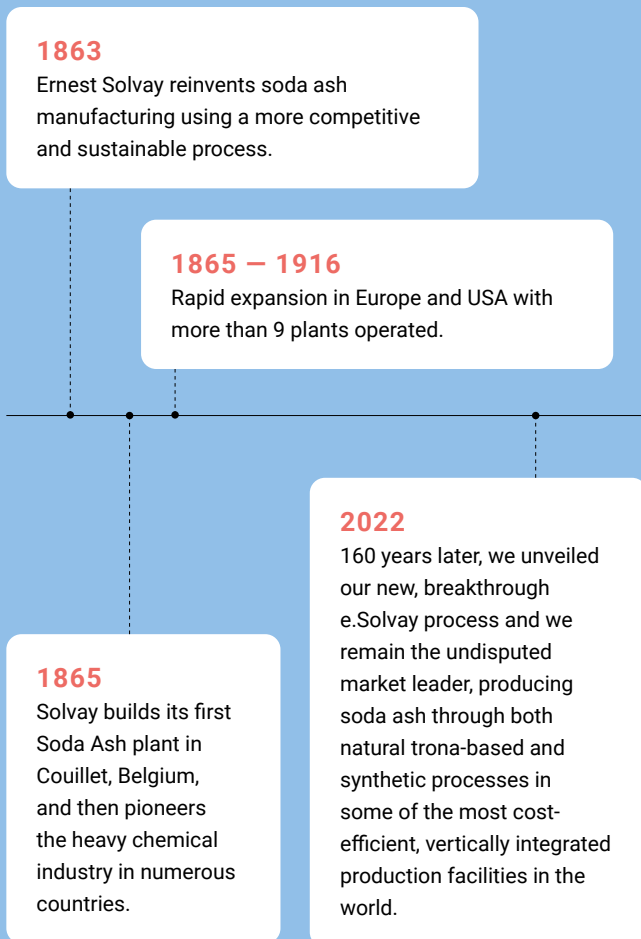 1863
Ernest Solvay reinvents soda ash
manufacturing using a more competitive
and sustainable process.
1865 — 1916
Rapid expansion in Europe and USA with
more than 9 plants operated.
1865
Solvay builds its first
Soda Ash plant in
Couillet, Belgium,
and then pioneers
the heavy chemical
industry in numerous
countries.
2022
160 years later, we unveiled
our new, breakthrough
e.Solvay process and we
remain the undisputed
market leader, producing
soda ash through both
natural trona-based and
synthetic processes in
some of the most cost-
efficient, vertically integrated
production facilities in the
world.